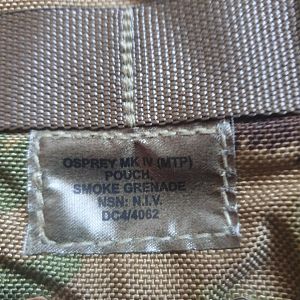 OSPREY MK IV (MTP)
POUCH,
SMOKE GRENADE
NSN: N.I.V.
DC4/4062